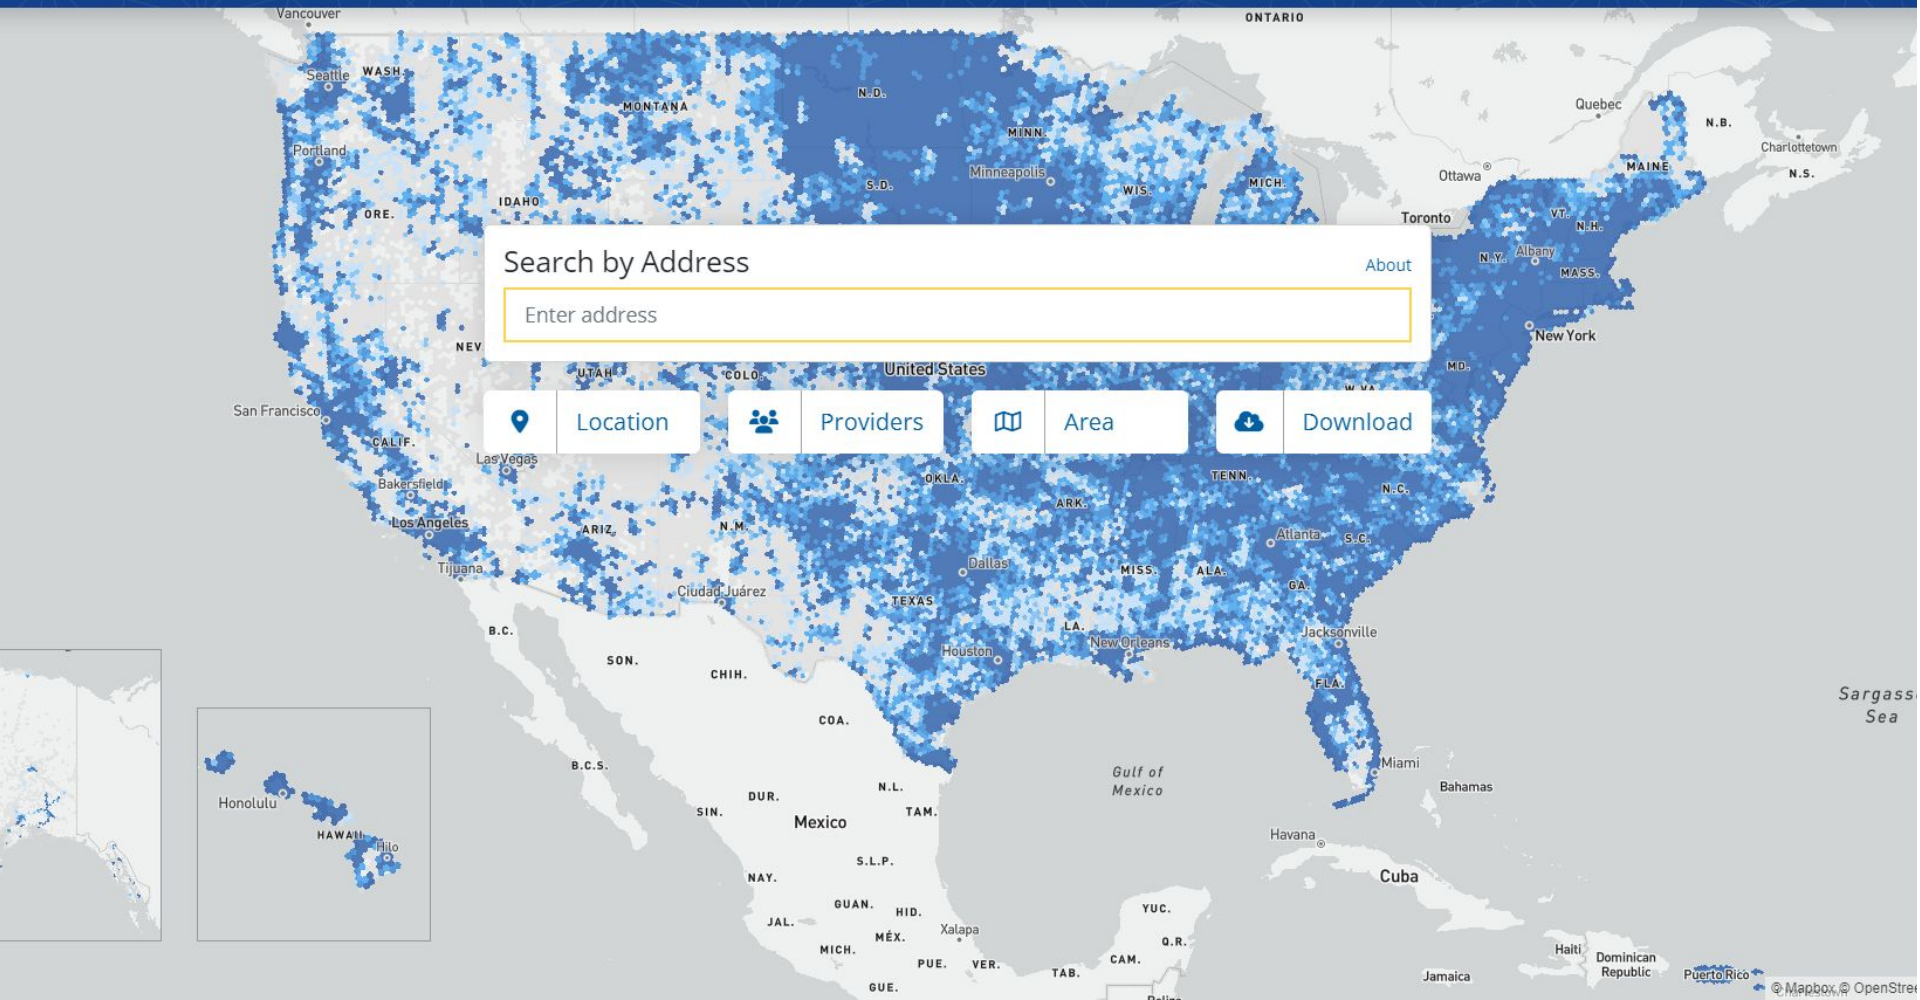 Vancouver
ONTARIO
Seattle
WASH.
MONTANA
N.D.
Quebec
N.B.
MINN.
Charlottetown
Portland
Ottawa
MAINE
N.S.
Minneapolis
S.D.
WIS.
MICH.
IDAHO
ORE.
Toronto
VT.
N.H.
N.Y.
Albany
MASS.
Search by Address
About
Enter address
New York
NEV
MD.
United States
UTAH
COLO.
W.VA
San Francisco
Location
Providers
Area
Download
CALIF.
Las Vegas
Bakersfield
OKLA.
TENN.
N.C.
ARK.
Los Angeles
ARIZ.
N.M.
Atlanta
S.C.
Tijuana
Dallas
MISS.
ALA.
GA.
Ciudad Juárez
TEXAS
B.C.
LA.
New Orleans
Jacksonville
Houston
SON.
CHIH.
FLA.
Sargass
Sea
COA.
B.C.S.
Gulf of
Mexico
Miami
Bahamas
N.L.
DUR.
Honolulu
SIN.
TAM.
Mexico
HAWAII
Hilo
Havana
S.L.P.
NAY.
Cuba
GUAN.
HID.
YUC.
JAL.
MÉX.
Xalapa
MICH.
Q.R.
PUE.
VER.
CAM.
TAB.
Haiti
Dominican
Republic
Jamaica
Puerto Rico
GUE.
© Mapbox © OpenStree